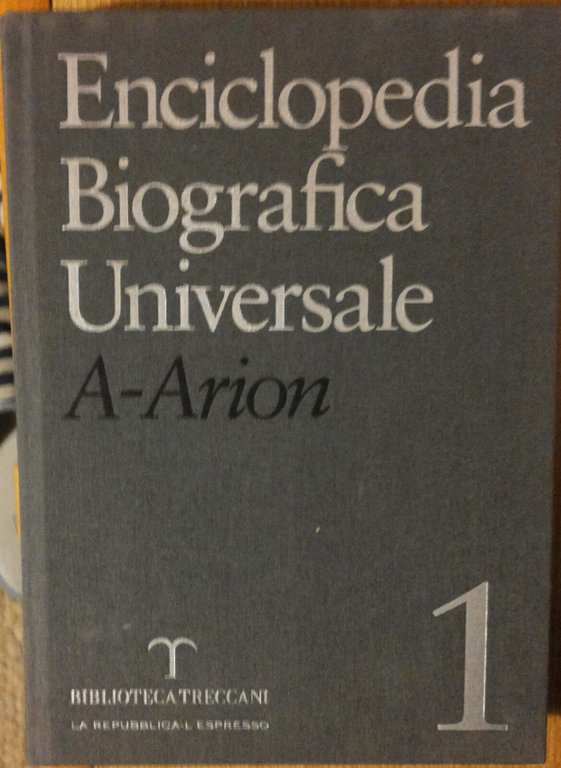 Enciclopedia
Biografica
Universale
A-Arion
1
BIBLIOTECA TRECCANI
LA REPUBBLICA-L'ESPRESSO